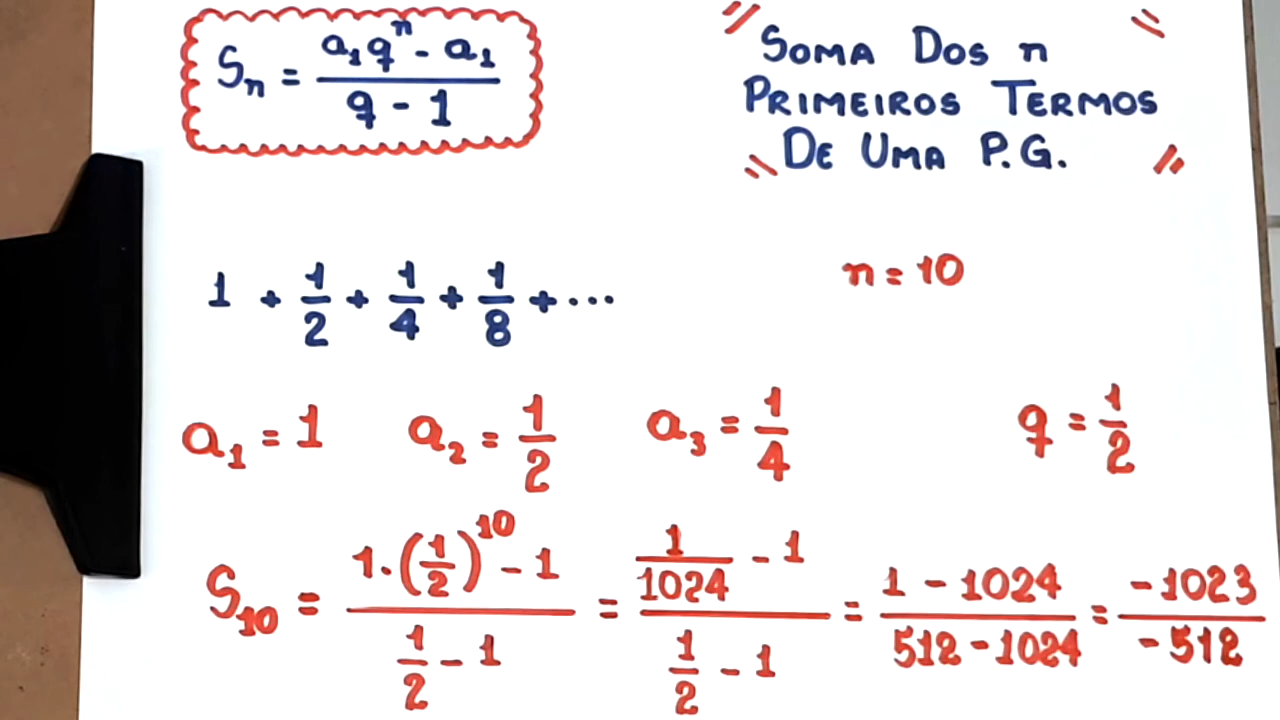 Sₙ = (a₁qⁿ - a₁) / (q - 1)
SOMA DOS n
PRIMEIROS TERMOS
DE UMA P.G.
1 + 1/2 + 1/4 + 1/8 + ...
n = 10
a₁ = 1 a₂ = 1/2 a₃ = 1/4 q = 1/2
S₁₀ = (1·(1/2)¹⁰ - 1) / (1/2 - 1) = (1/1024 - 1) / (1/2 - 1) = (1 - 1024) / (512 - 1024) = -1023 / -512